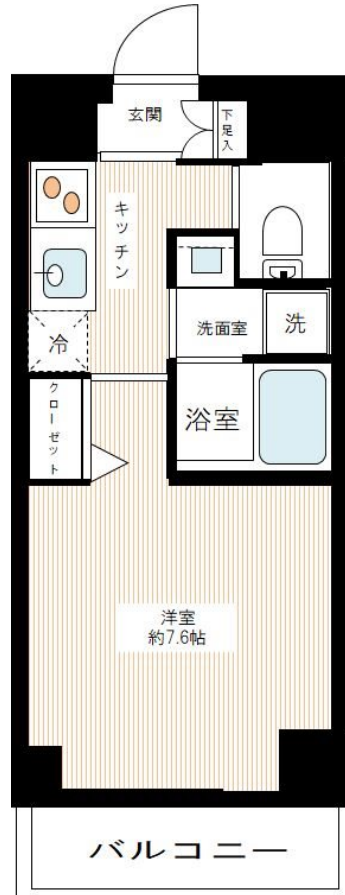 玄関
下足入
キッチン
洗面室
洗
冷
クローゼット
浴室
洋室
約7.6帖
バルコニー